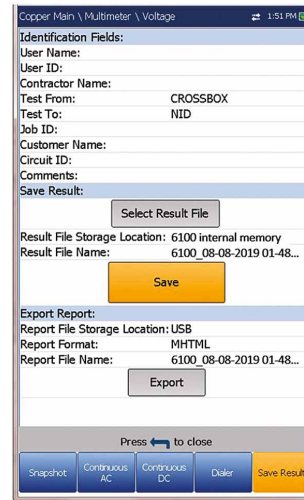 Copper Main \ Multimeter \ Voltage 1:51 PM
Identification Fields:
User Name:
User ID:
Contractor Name:
Test From: CROSSBOX
Test To: NID
Job ID:
Customer Name:
Circuit ID:
Comments:
Save Result:
Select Result File
Result File Storage Location: 6100 internal memory
Result File Name: 6100_08-08-2019 01-48...
Save
Export Report:
Report File Storage Location: USB
Report Format: MHTML
Report File Name: 6100_08-08-2019 01-48...
Export
Press to close
Snapshot Continuous AC Continuous DC Dialer Save Result